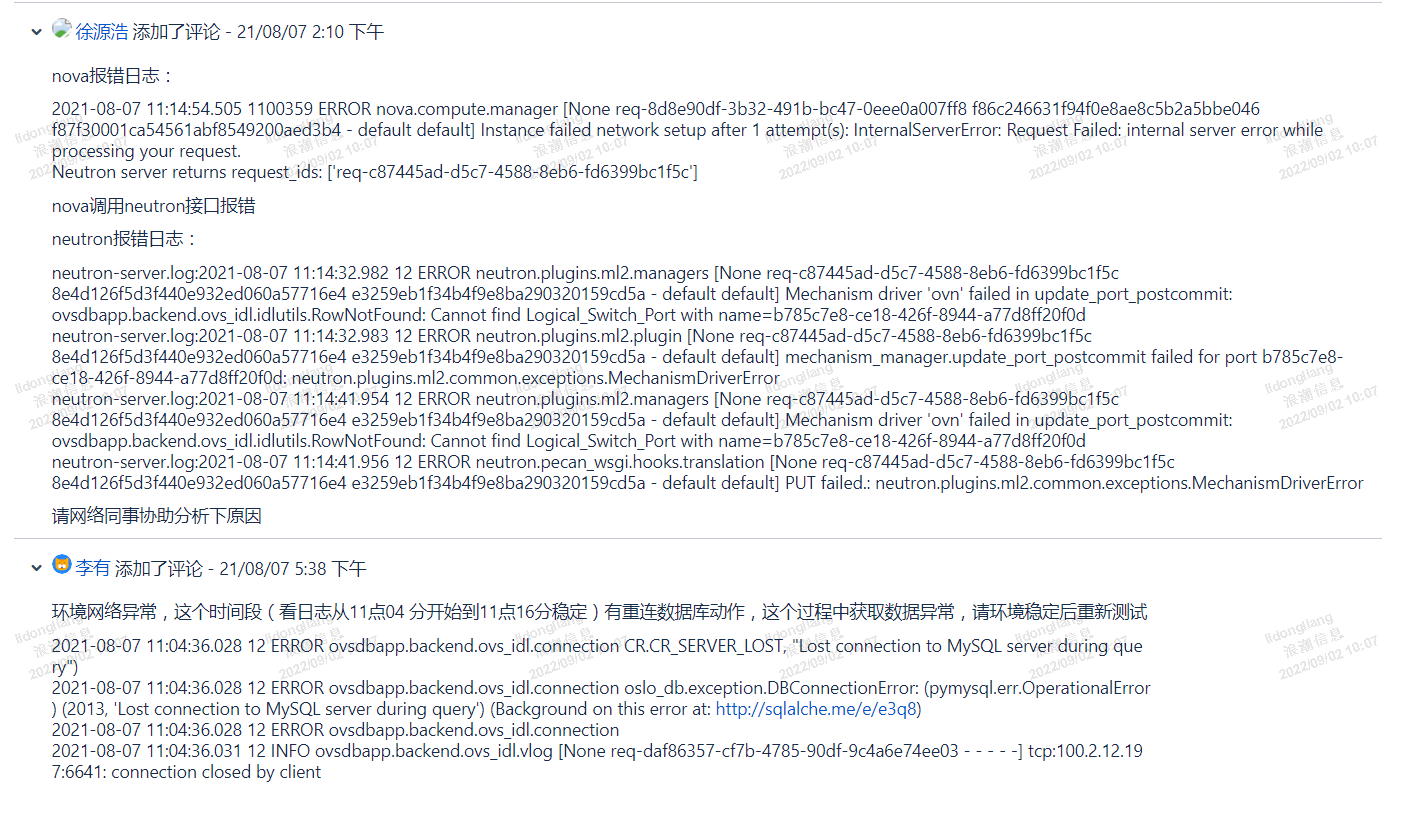 徐源浩 添加了评论 - 21/08/07 2:10 下午
nova报错日志：
2021-08-07 11:14:54.505 1100359 ERROR nova.compute.manager [None req-8d8e90df-3b32-491b-bc47-0eee0a007ff8 f86c246631f94f0e8ae8c5b2a5bbe046
f87f30001ca54561abf8549200aed3b4 - default default] Instance failed network setup after 1 attempt(s): InternalServerError: Request Failed: internal server error while
processing your request.
Neutron server returns request_ids: ['req-c87445ad-d5c7-4588-8eb6-fd6399bc1f5c']
nova调用neutron接口报错
neutron报错日志：
neutron-server.log:2021-08-07 11:14:32.982 12 ERROR neutron.plugins.ml2.managers [None req-c87445ad-d5c7-4588-8eb6-fd6399bc1f5c
8e4d126f5d3f440e932ed060a57716e4 e3259eb1f34b4f9e8ba290320159cd5a - default default] Mechanism driver 'ovn' failed in update_port_postcommit:
ovsdbapp.backend.ovs_idl.idlutils.RowNotFound: Cannot find Logical_Switch_Port with name=b785c7e8-ce18-426f-8944-a77d8ff20f0d
neutron-server.log:2021-08-07 11:14:32.983 12 ERROR neutron.plugins.ml2.plugin [None req-c87445ad-d5c7-4588-8eb6-fd6399bc1f5c
8e4d126f5d3f440e932ed060a57716e4 e3259eb1f34b4f9e8ba290320159cd5a - default default] mechanism_manager.update_port_postcommit failed for port b785c7e8-
ce18-426f-8944-a77d8ff20f0d: neutron.plugins.ml2.common.exceptions.MechanismDriverError
neutron-server.log:2021-08-07 11:14:41.954 12 ERROR neutron.plugins.ml2.managers [None req-c87445ad-d5c7-4588-8eb6-fd6399bc1f5c
8e4d126f5d3f440e932ed060a57716e4 e3259eb1f34b4f9e8ba290320159cd5a - default default] Mechanism driver 'ovn' failed in update_port_postcommit:
ovsdbapp.backend.ovs_idl.idlutils.RowNotFound: Cannot find Logical_Switch_Port with name=b785c7e8-ce18-426f-8944-a77d8ff20f0d
neutron-server.log:2021-08-07 11:14:41.956 12 ERROR neutron.pecan_wsgi.hooks.translation [None req-c87445ad-d5c7-4588-8eb6-fd6399bc1f5c
8e4d126f5d3f440e932ed060a57716e4 e3259eb1f34b4f9e8ba290320159cd5a - default default] PUT failed.: neutron.plugins.ml2.common.exceptions.MechanismDriverError
请网络同事协助分析下原因
李有 添加了评论 - 21/08/07 5:38 下午
环境网络异常，这个时间段（看日志从11点04 分开始到11点16分稳定）有重连数据库动作，这个过程中获取数据异常，请环境稳定后重新测试
2021-08-07 11:04:36.028 12 ERROR ovsdbapp.backend.ovs_idl.connection CR.CR_SERVER_LOST, "Lost connection to MySQL server during que
ry")
2021-08-07 11:04:36.028 12 ERROR ovsdbapp.backend.ovs_idl.connection oslo_db.exception.DBConnectionError: (pymysql.err.OperationalError
) (2013, 'Lost connection to MySQL server during query') (Background on this error at: http://sqlalche.me/e/e3q8)
2021-08-07 11:04:36.028 12 ERROR ovsdbapp.backend.ovs_idl.connection
2021-08-07 11:04:36.031 12 INFO ovsdbapp.backend.ovs_idl.vlog [None req-daf86357-cf7b-4785-90df-9c4a6e74ee03 - - - - -] tcp:100.2.12.19
7:6641: connection closed by client
lidongliang
浪潮信息
2022/09/02 10:07